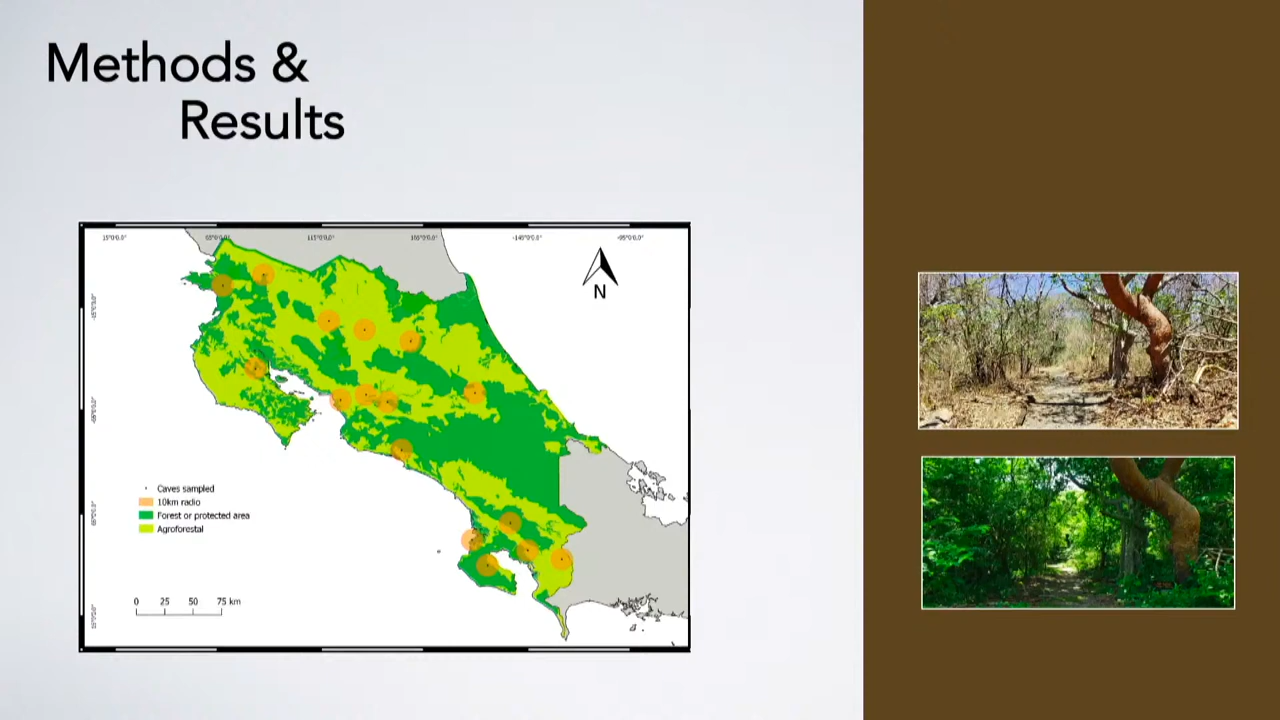 Methods &
Results
N
Caves sampled
10km radio
Forest or protected area
Agroforestal
0 25 50 75 km